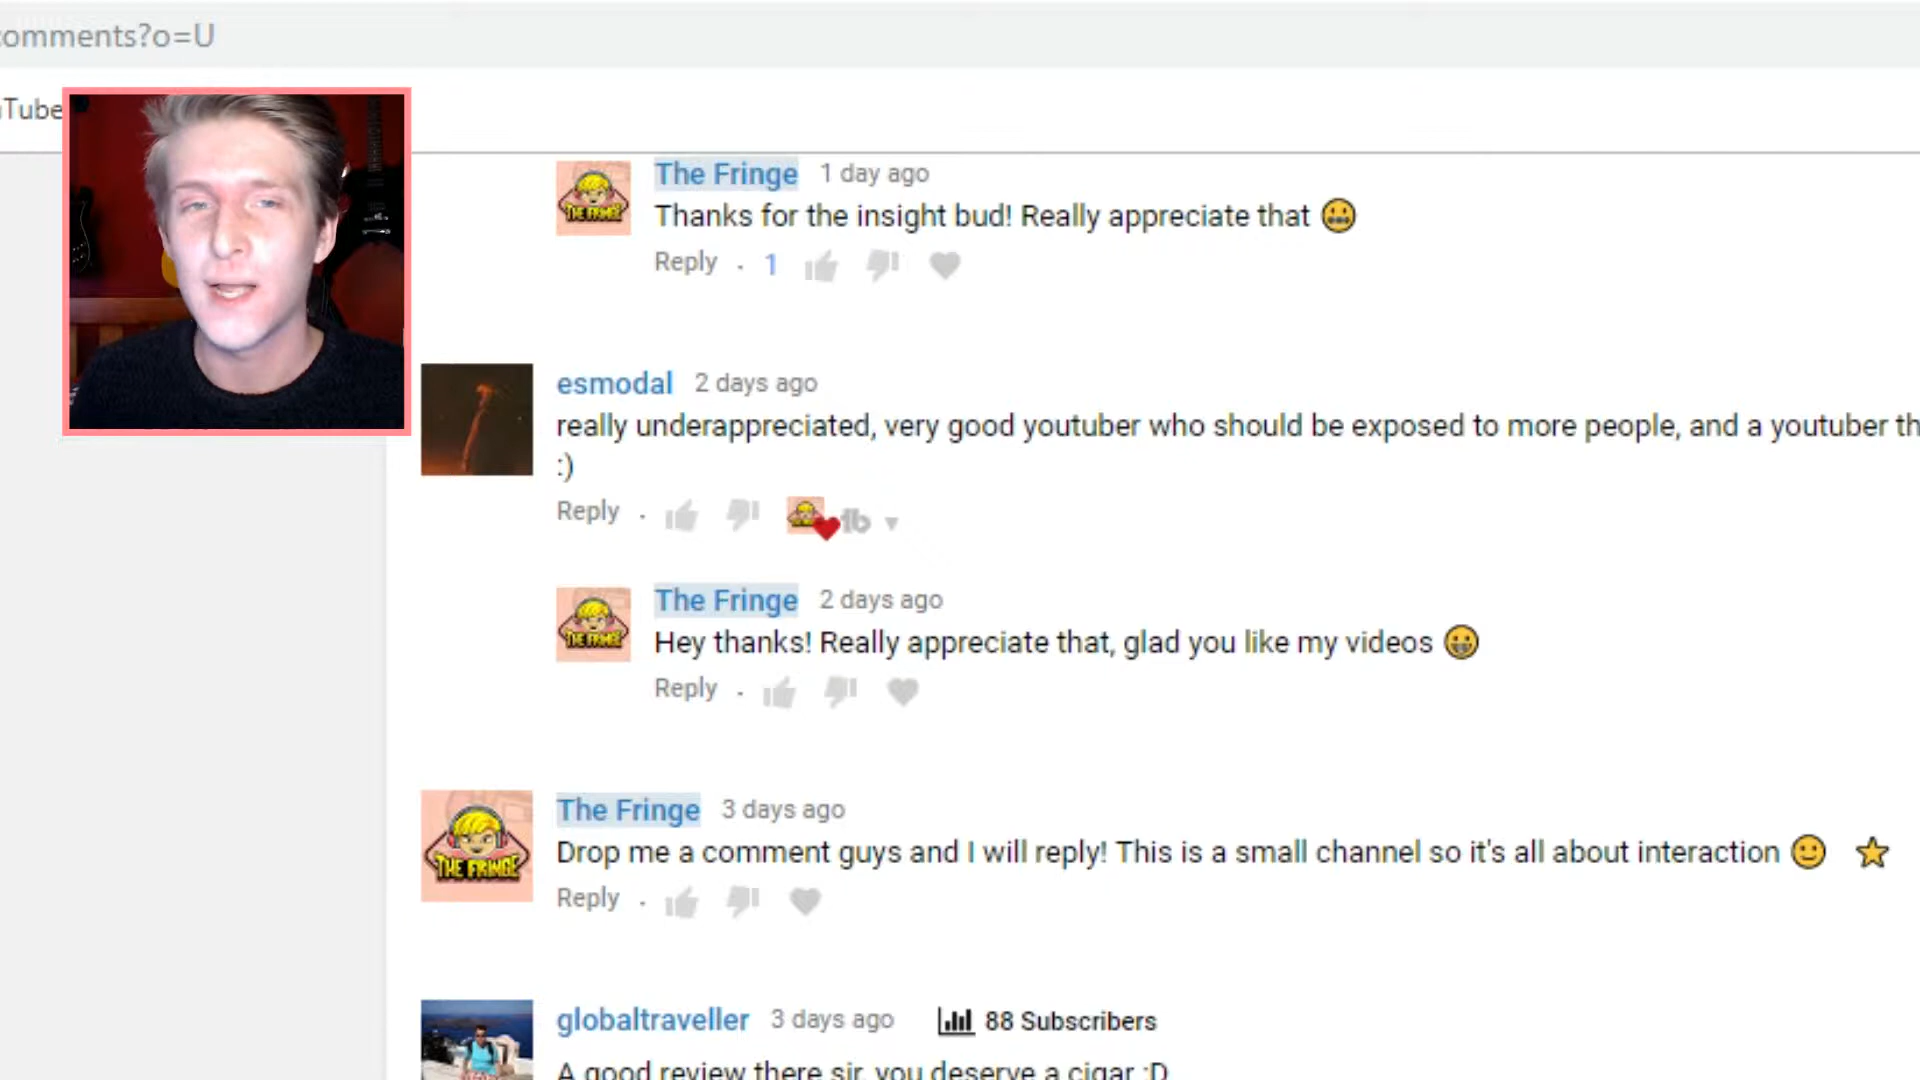 comments?o=U
Tube
The Fringe 1 day ago
Thanks for the insight bud! Really appreciate that
Reply . 1
esmodal 2 days ago
really underappreciated, very good youtuber who should be exposed to more people, and a youtuber th
:)
Reply .
The Fringe 2 days ago
Hey thanks! Really appreciate that, glad you like my videos
Reply .
THE FRINGE
The Fringe 3 days ago
Drop me a comment guys and I will reply! This is a small channel so it's all about interaction
Reply .
globaltraveller 3 days ago 88 Subscribers
A good review there sir, you deserve a cigar :D